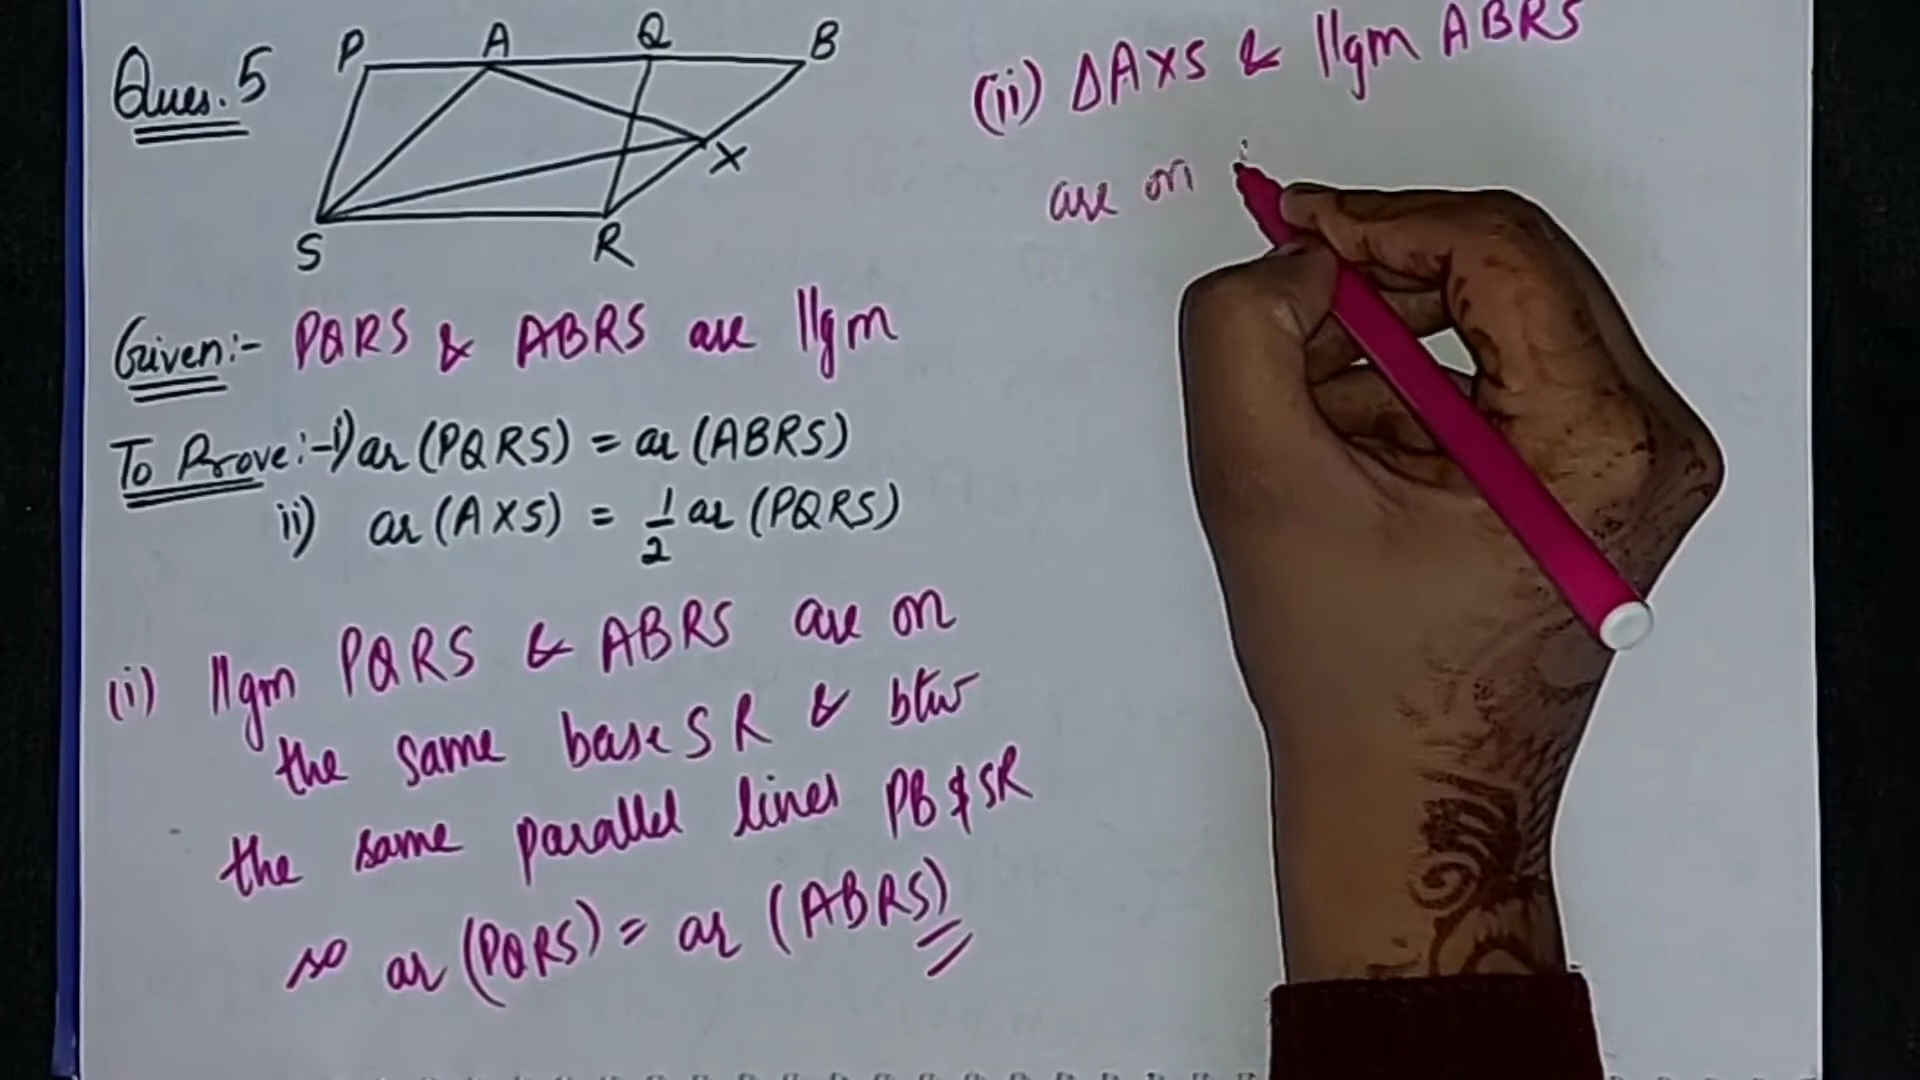 Ques. 5
P A Q B
X
S R
Given:- PQRS & ABRS are ||gm
To Prove:- i) ar (PQRS) = ar (ABRS)
ii) ar (AXS) = 1/2 ar (PQRS)
(i) ||gm PQRS & ABRS are on
the same base SR & btw
the same parallel lines PB & SR
so ar (PQRS) = ar (ABRS)
(ii) ΔAXS & ||gm ABRS
are on